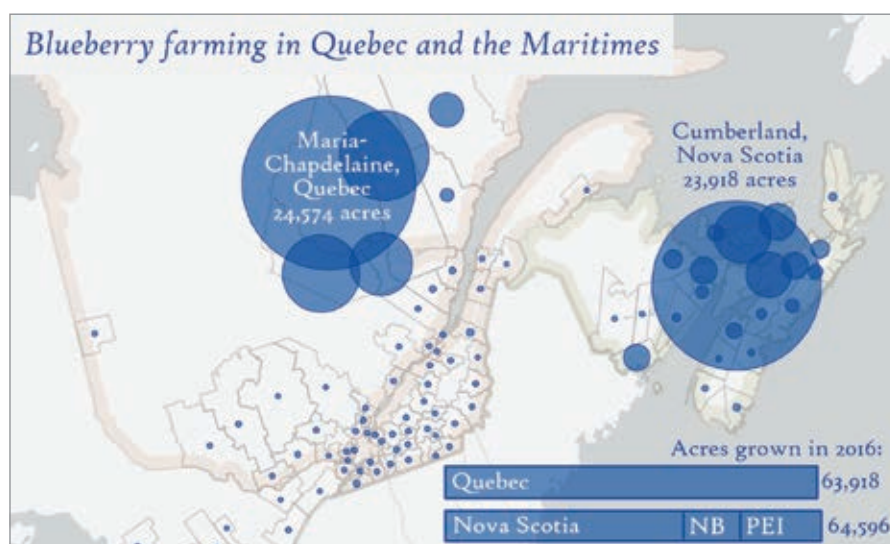 Blueberry farming in Quebec and the Maritimes
Maria-
Chapdelaine,
Quebec
24,574 acres
Cumberland,
Nova Scotia
23,918 acres
Acres grown in 2016:
Quebec 63,918
Nova Scotia NB PEI 64,596